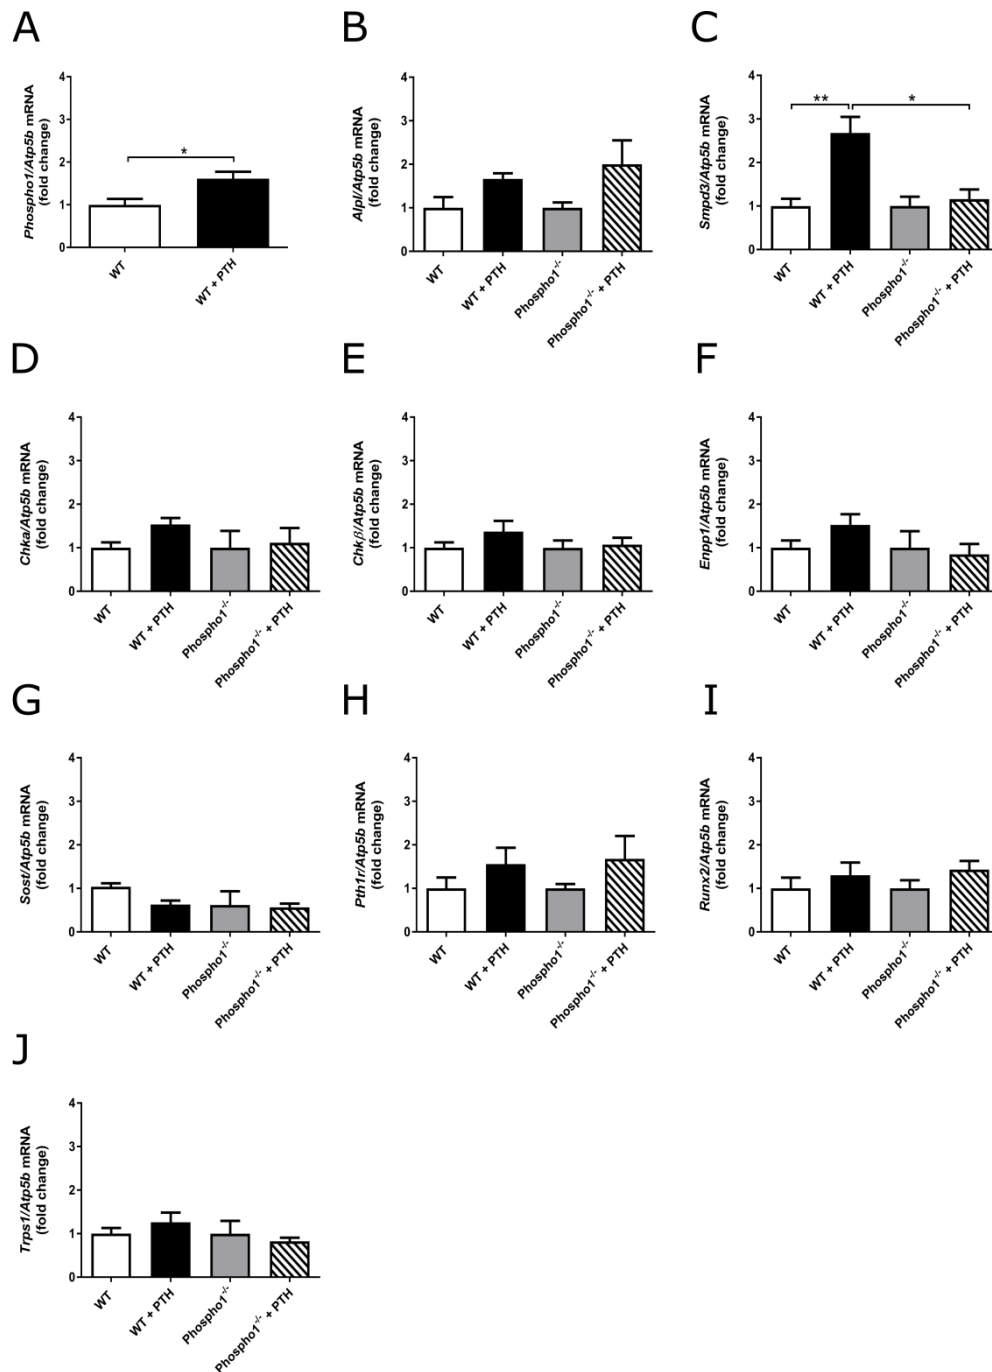 A
Phospho1/Atp5b mRNA
(fold change)
4
3
2
1
0
*
WT
WT + PTH
B
Alpl/Atp5b mRNA
(fold change)
4
3
2
1
0
WT
WT + PTH
Phospho1-/-
Phospho1-/- + PTH
C
Smpd3/Atp5b mRNA
(fold change)
4
3
2
1
0
**
*
WT
WT + PTH
Phospho1-/-
Phospho1-/- + PTH
D
Chka/Atp5b mRNA
(fold change)
4
3
2
1
0
WT
WT + PTH
Phospho1-/-
Phospho1-/- + PTH
E
Chkβ/Atp5b mRNA
(fold change)
4
3
2
1
0
WT
WT + PTH
Phospho1-/-
Phospho1-/- + PTH
F
Enpp1/Atp5b mRNA
(fold change)
4
3
2
1
0
WT
WT + PTH
Phospho1-/-
Phospho1-/- + PTH
G
Sost/Atp5b mRNA
(fold change)
4
3
2
1
0
WT
WT + PTH
Phospho1-/-
Phospho1-/- + PTH
H
Pth1r/Atp5b mRNA
(fold change)
4
3
2
1
0
WT
WT + PTH
Phospho1-/-
Phospho1-/- + PTH
I
Runx2/Atp5b mRNA
(fold change)
4
3
2
1
0
WT
WT + PTH
Phospho1-/-
Phospho1-/- + PTH
J
Trps1/Atp5b mRNA
(fold change)
4
3
2
1
0
WT
WT + PTH
Phospho1-/-
Phospho1-/- + PTH